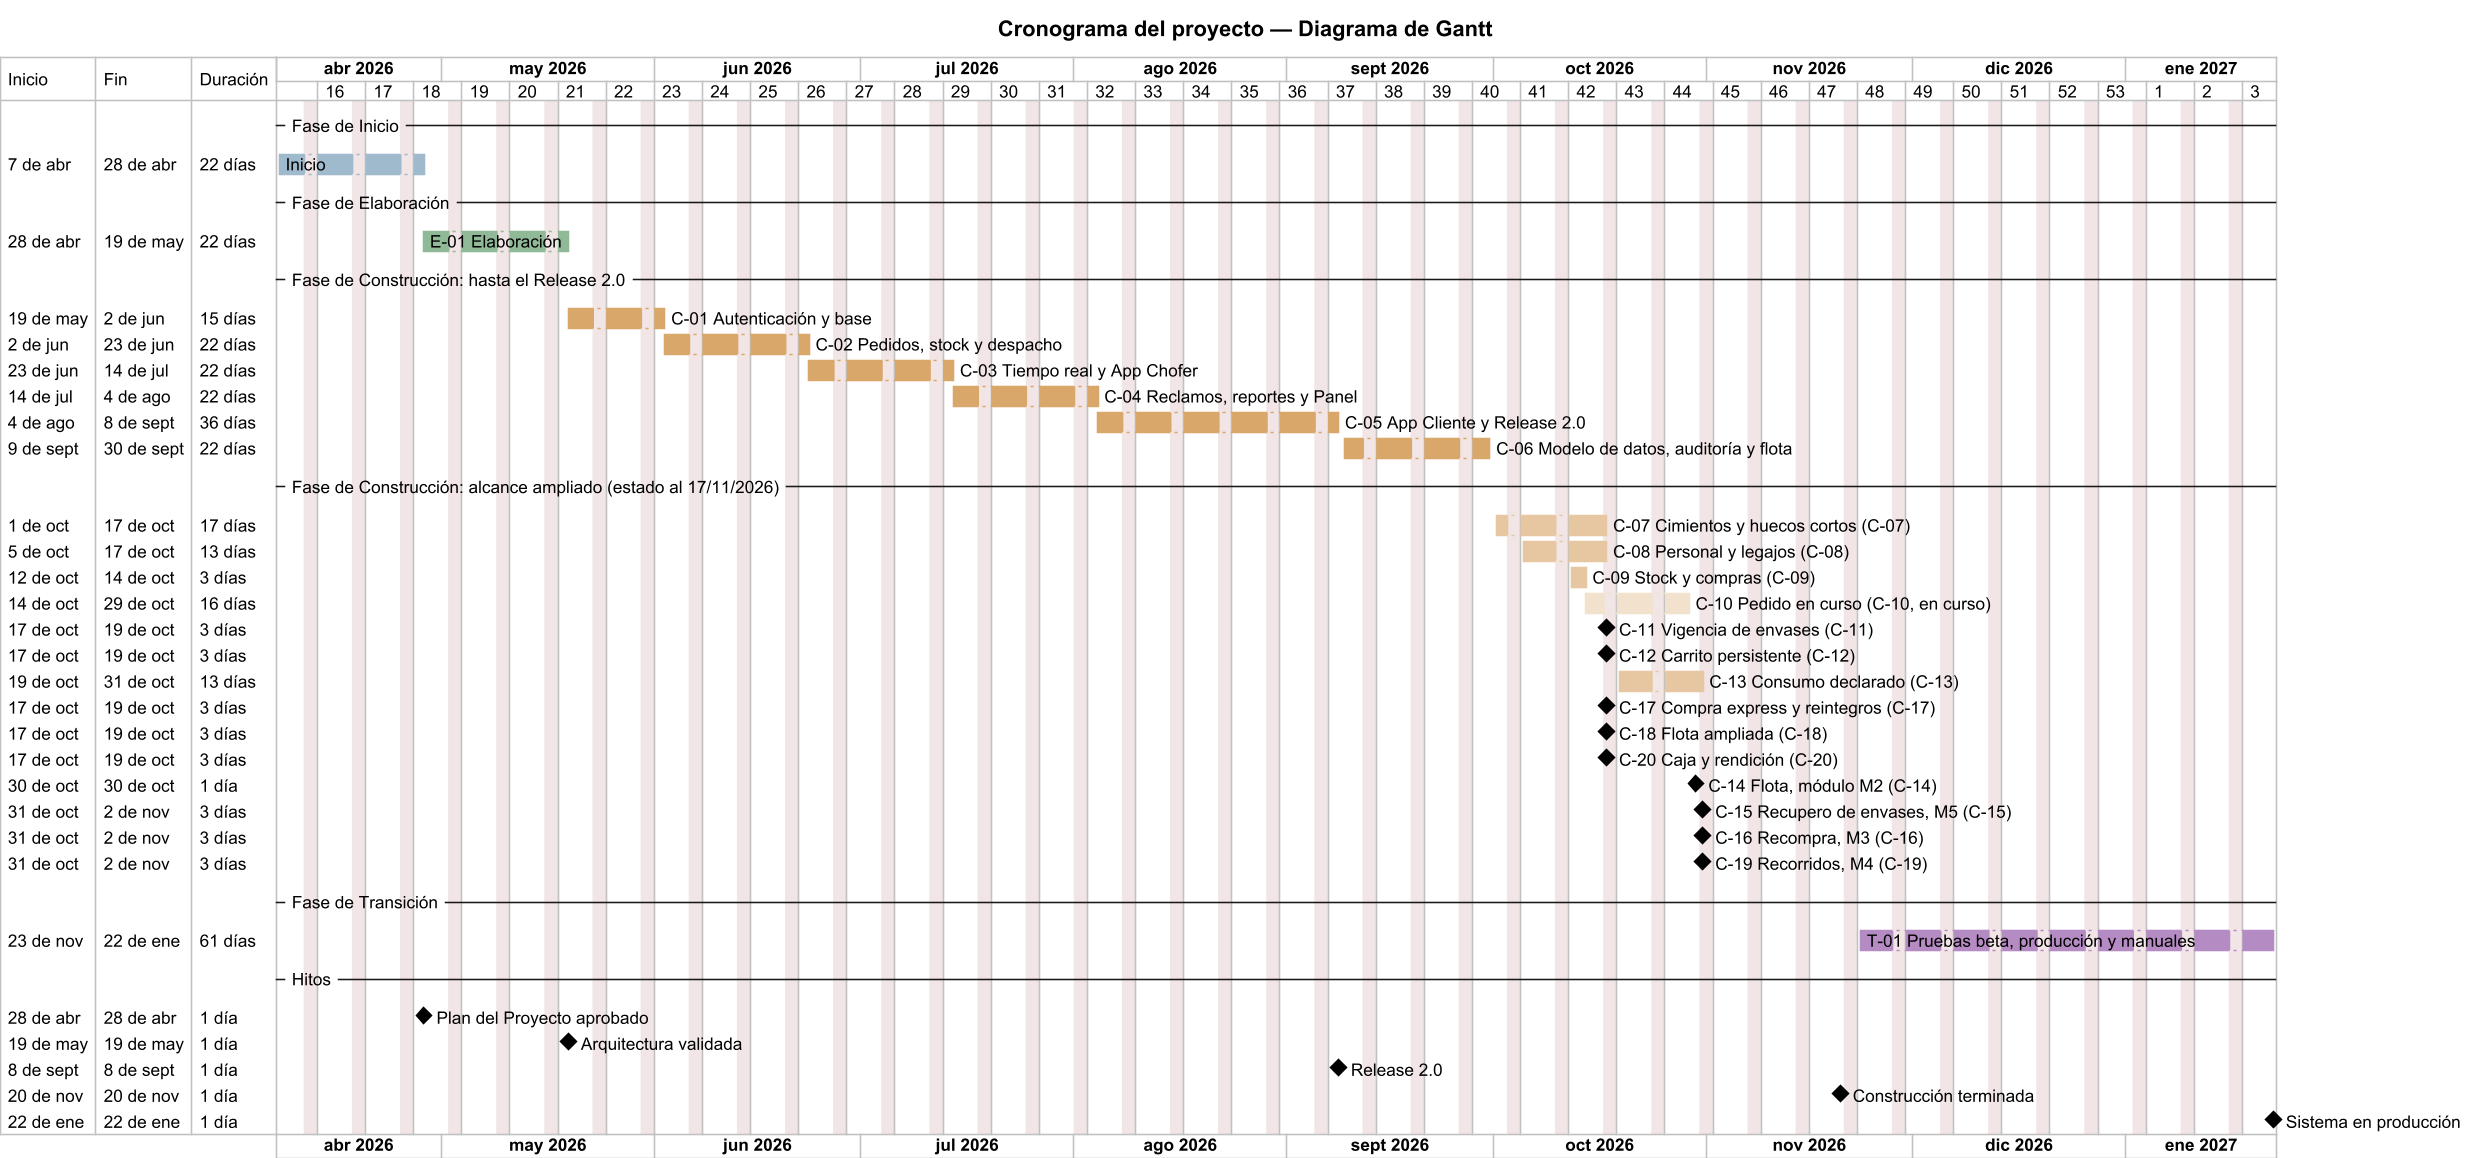 Cronograma del proyecto — Diagrama de Gantt
Inicio Fin Duración abr 2026 may 2026 jun 2026 jul 2026 ago 2026 sept 2026 oct 2026 nov 2026 dic 2026 ene 2027
16 17 18 19 20 21 22 23 24 25 26 27 28 29 30 31 32 33 34 35 36 37 38 39 40 41 42 43 44 45 46 47 48 49 50 51 52 53 1 2 3
Fase de Inicio
7 de abr 28 de abr 22 días Inicio
Fase de Elaboración
28 de abr 19 de may 22 días E-01 Elaboración
Fase de Construcción: hasta el Release 2.0
19 de may 2 de jun 15 días C-01 Autenticación y base
2 de jun 23 de jun 22 días C-02 Pedidos, stock y despacho
23 de jun 14 de jul 22 días C-03 Tiempo real y App Chofer
14 de jul 4 de ago 22 días C-04 Reclamos, reportes y Panel
4 de ago 8 de sept 36 días C-05 App Cliente y Release 2.0
9 de sept 30 de sept 22 días C-06 Modelo de datos, auditoría y flota
Fase de Construcción: alcance ampliado (estado al 17/11/2026)
1 de oct 17 de oct 17 días C-07 Cimientos y huecos cortos (C-07)
5 de oct 17 de oct 13 días C-08 Personal y legajos (C-08)
12 de oct 14 de oct 3 días C-09 Stock y compras (C-09)
14 de oct 29 de oct 16 días C-10 Pedido en curso (C-10, en curso)
17 de oct 19 de oct 3 días C-11 Vigencia de envases (C-11)
17 de oct 19 de oct 3 días C-12 Carrito persistente (C-12)
19 de oct 31 de oct 13 días C-13 Consumo declarado (C-13)
17 de oct 19 de oct 3 días C-17 Compra express y reintegros (C-17)
17 de oct 19 de oct 3 días C-18 Flota ampliada (C-18)
17 de oct 19 de oct 3 días C-20 Caja y rendición (C-20)
30 de oct 30 de oct 1 día C-14 Flota, módulo M2 (C-14)
31 de oct 2 de nov 3 días C-15 Recupero de envases, M5 (C-15)
31 de oct 2 de nov 3 días C-16 Recompra, M3 (C-16)
31 de oct 2 de nov 3 días C-19 Recorridos, M4 (C-19)
Fase de Transición
23 de nov 22 de ene 61 días T-01 Pruebas beta, producción y manuales
Hitos
28 de abr 28 de abr 1 día Plan del Proyecto aprobado
19 de may 19 de may 1 día Arquitectura validada
8 de sept 8 de sept 1 día Release 2.0
20 de nov 20 de nov 1 día Construcción terminada
22 de ene 22 de ene 1 día Sistema en producción
abr 2026 may 2026 jun 2026 jul 2026 ago 2026 sept 2026 oct 2026 nov 2026 dic 2026 ene 2027